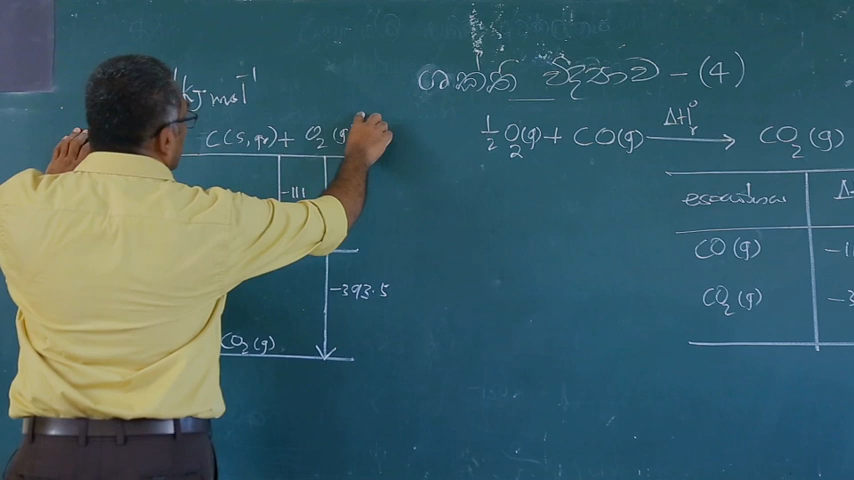 kJ mol⁻¹
C(s,gr) + O₂(g
-111
-393.5
CO₂(g)
ශක්ති විද්‍යාව - (4)
½O₂(g) + CO(g) ⟶ CO₂(g)
ΔH°
CO(g)
CO₂(g)